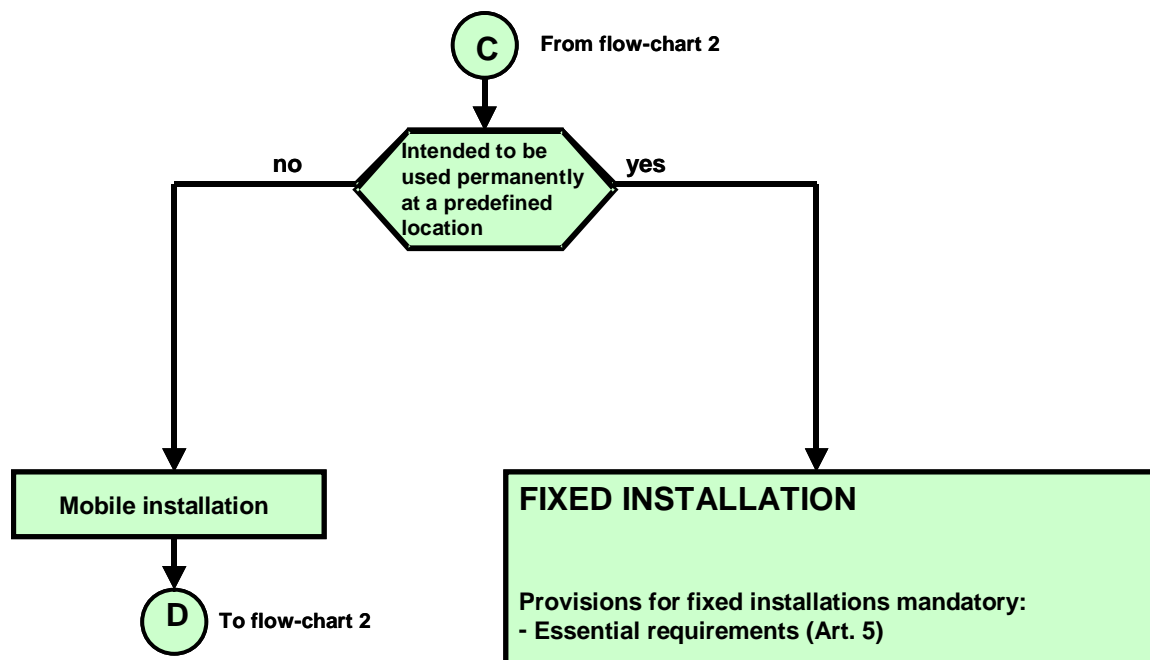 C
From flow-chart 2
no
Intended to be
used permanently
at a predefined
location
yes
Mobile installation
D
To flow-chart 2
FIXED INSTALLATION
Provisions for fixed installations mandatory:
- Essential requirements (Art. 5)